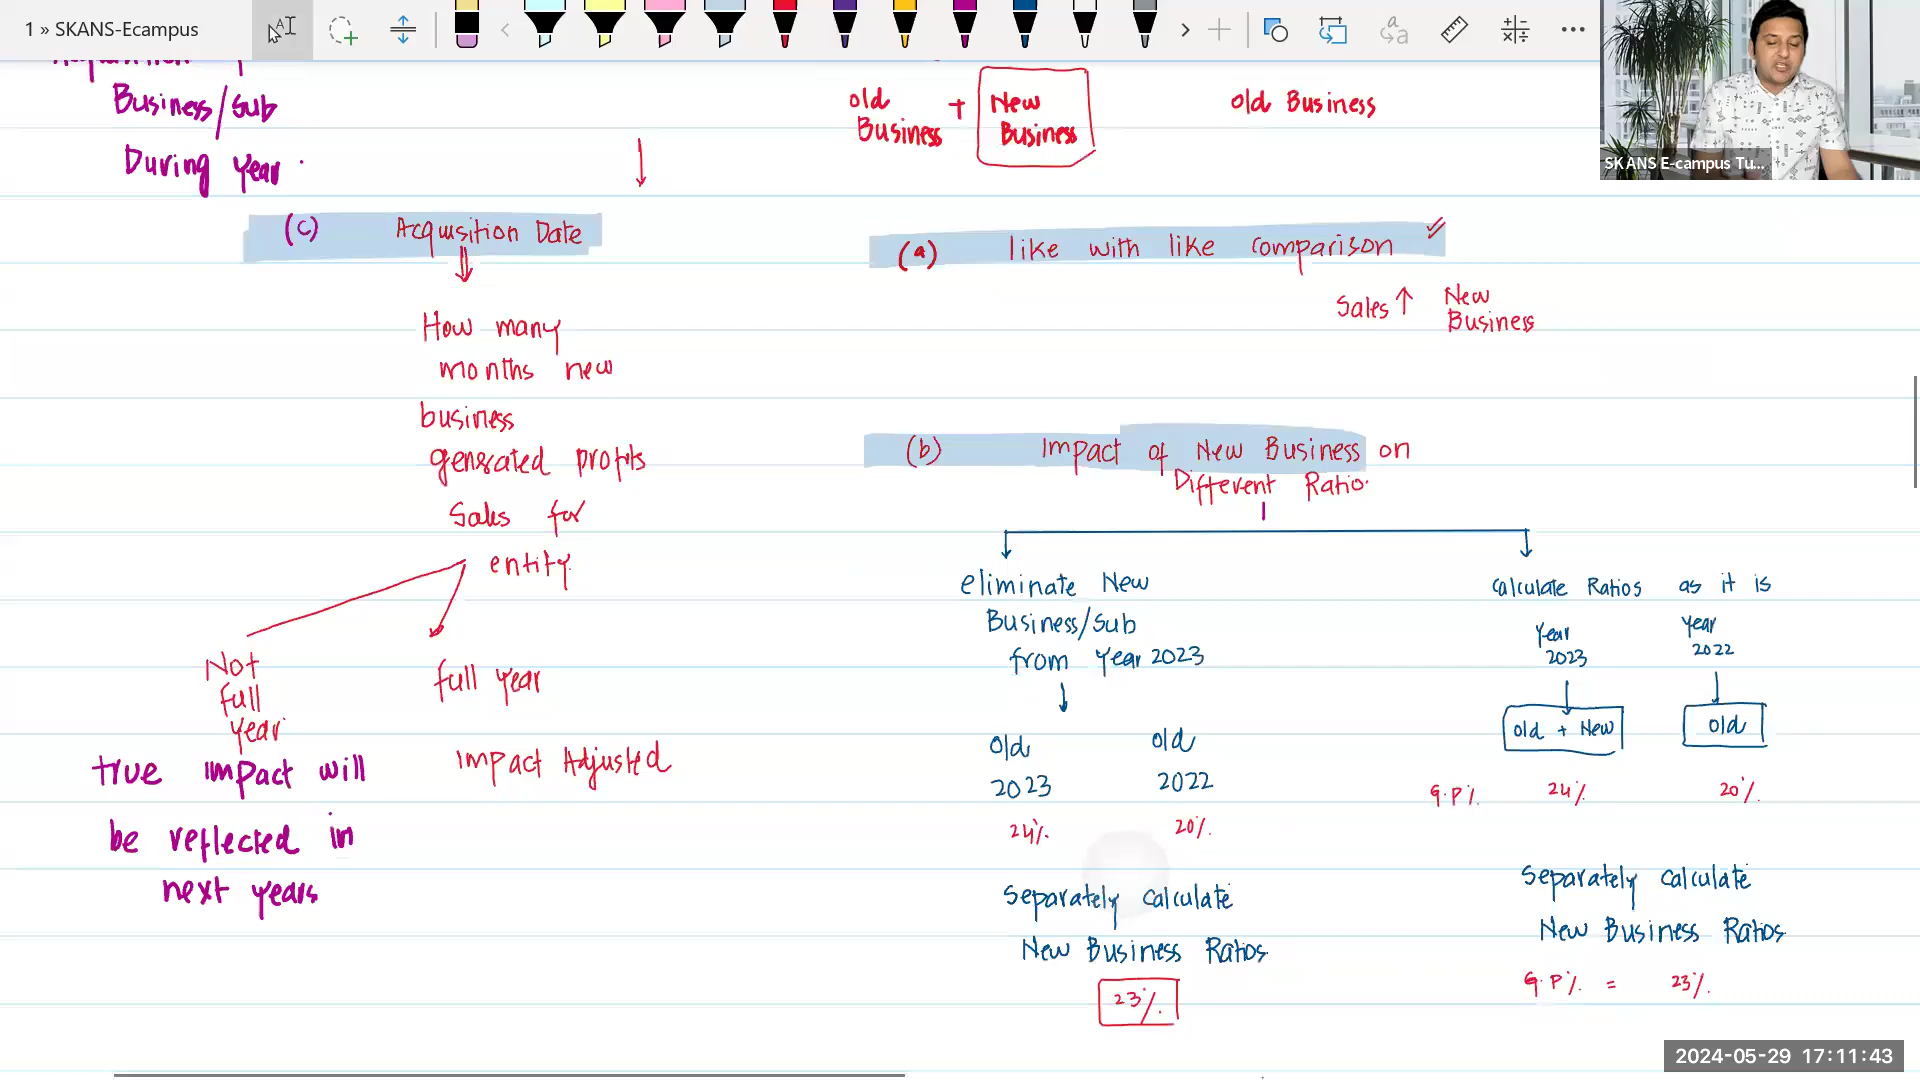 1 » SKANS-Ecampus
Business/Sub
During Year
Old
Business
+
New
Business
Old Business
SKANS E-campus Tu...
(c) Acqusition Date
How many
months new
business
generated profits
Sales for
entity
Not
full
year
full year
true impact will
be reflected in
next years
Impact Adjusted
(a) like with like comparison
Sales ↑ New
Business
(b) Impact of New Business on
Different Ratio.
eliminate New
Business/Sub
from Year 2023
Old
2023
24%
Old
2022
20%
Separately Calculate
New Business Ratios
23%
Calculate Ratios as it is
Year
2023
Year
2022
Old + New
Old
G.P%
24%
20%
Separately Calculate
New Business Ratios
G.P% = 23%
2024-05-29 17:11:43